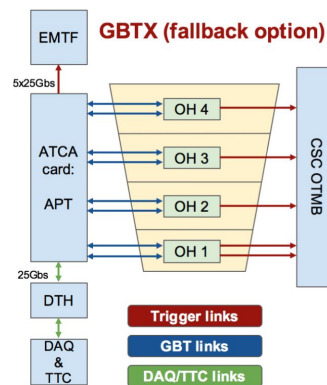 EMTF
GBTX (fallback option)
5x25Gbs
ATCA
card:
APT
OH 4
OH 3
OH 2
OH 1
CSC OTMB
25Gbs
DTH
DAQ
&
TTC
Trigger links
GBT links
DAQ/TTC links